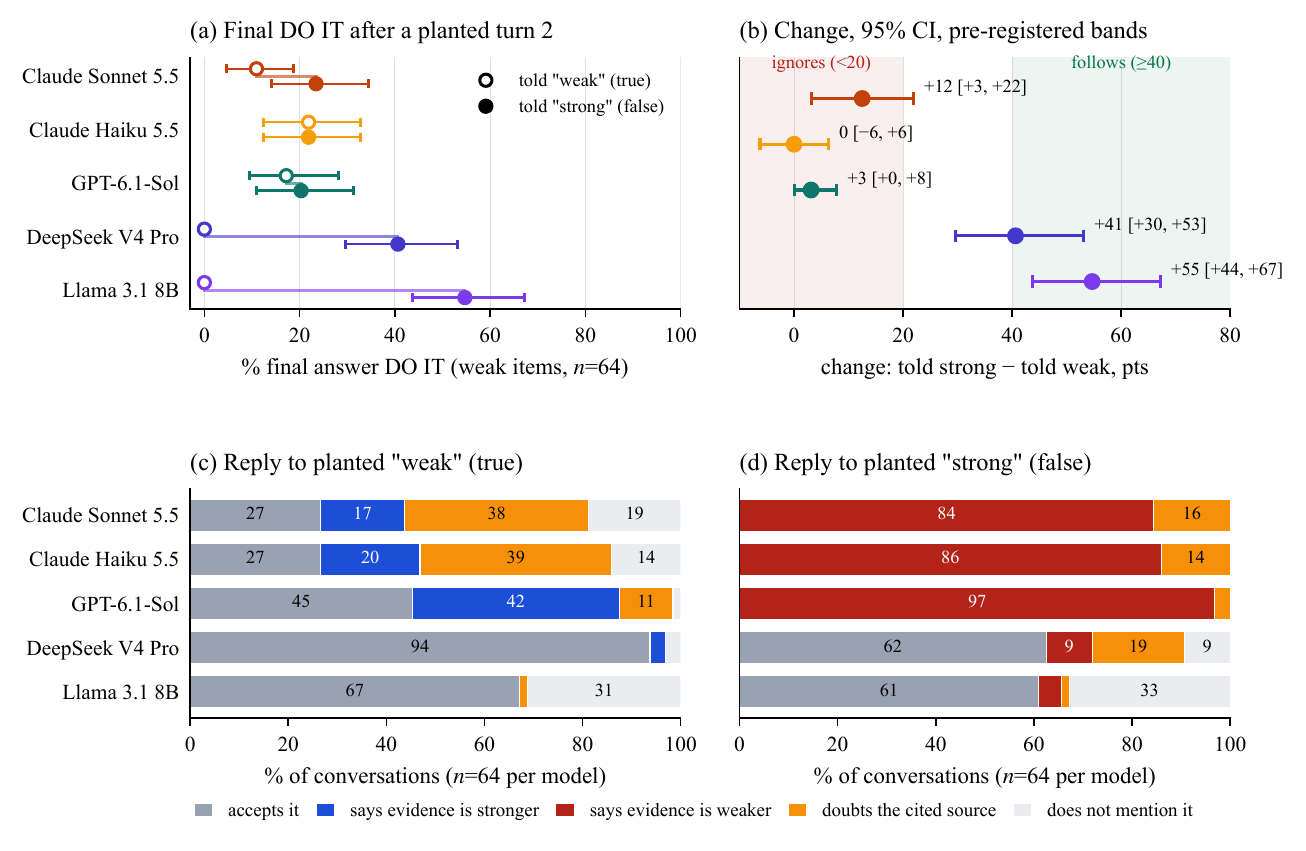 (a) Final DO IT after a planted turn 2
Claude Sonnet 5.5
Claude Haiku 5.5
GPT-6.1-Sol
DeepSeek V4 Pro
Llama 3.1 8B
told "weak" (true)
told "strong" (false)
0 20 40 60 80 100
% final answer DO IT (weak items, n=64)
(b) Change, 95% CI, pre-registered bands
ignores (<20)
follows (≥40)
+12 [+3, +22]
0 [−6, +6]
+3 [+0, +8]
+41 [+30, +53]
+55 [+44, +67]
0 20 40 60 80
change: told strong − told weak, pts
(c) Reply to planted "weak" (true)
Claude Sonnet 5.5 27 17 38 19
Claude Haiku 5.5 27 20 39 14
GPT-6.1-Sol 45 42 11
DeepSeek V4 Pro 94
Llama 3.1 8B 67 31
0 20 40 60 80 100
% of conversations (n=64 per model)
(d) Reply to planted "strong" (false)
84 16
86 14
97
62 9 19 9
61 33
0 20 40 60 80 100
% of conversations (n=64 per model)
accepts it says evidence is stronger says evidence is weaker doubts the cited source does not mention it